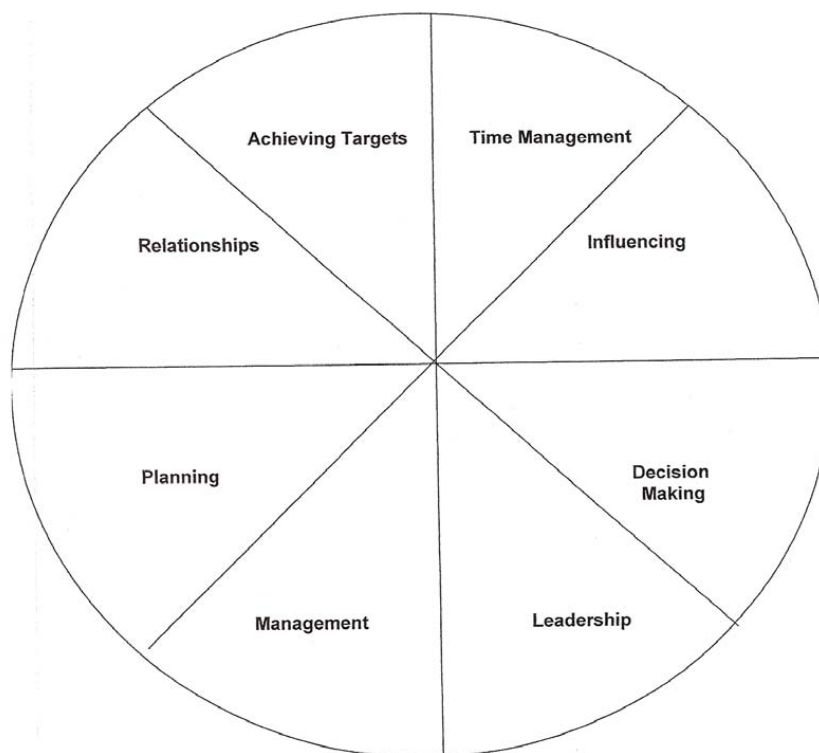 Achieving Targets
Time Management
Relationships
Influencing
Planning
Decision
Making
Management
Leadership